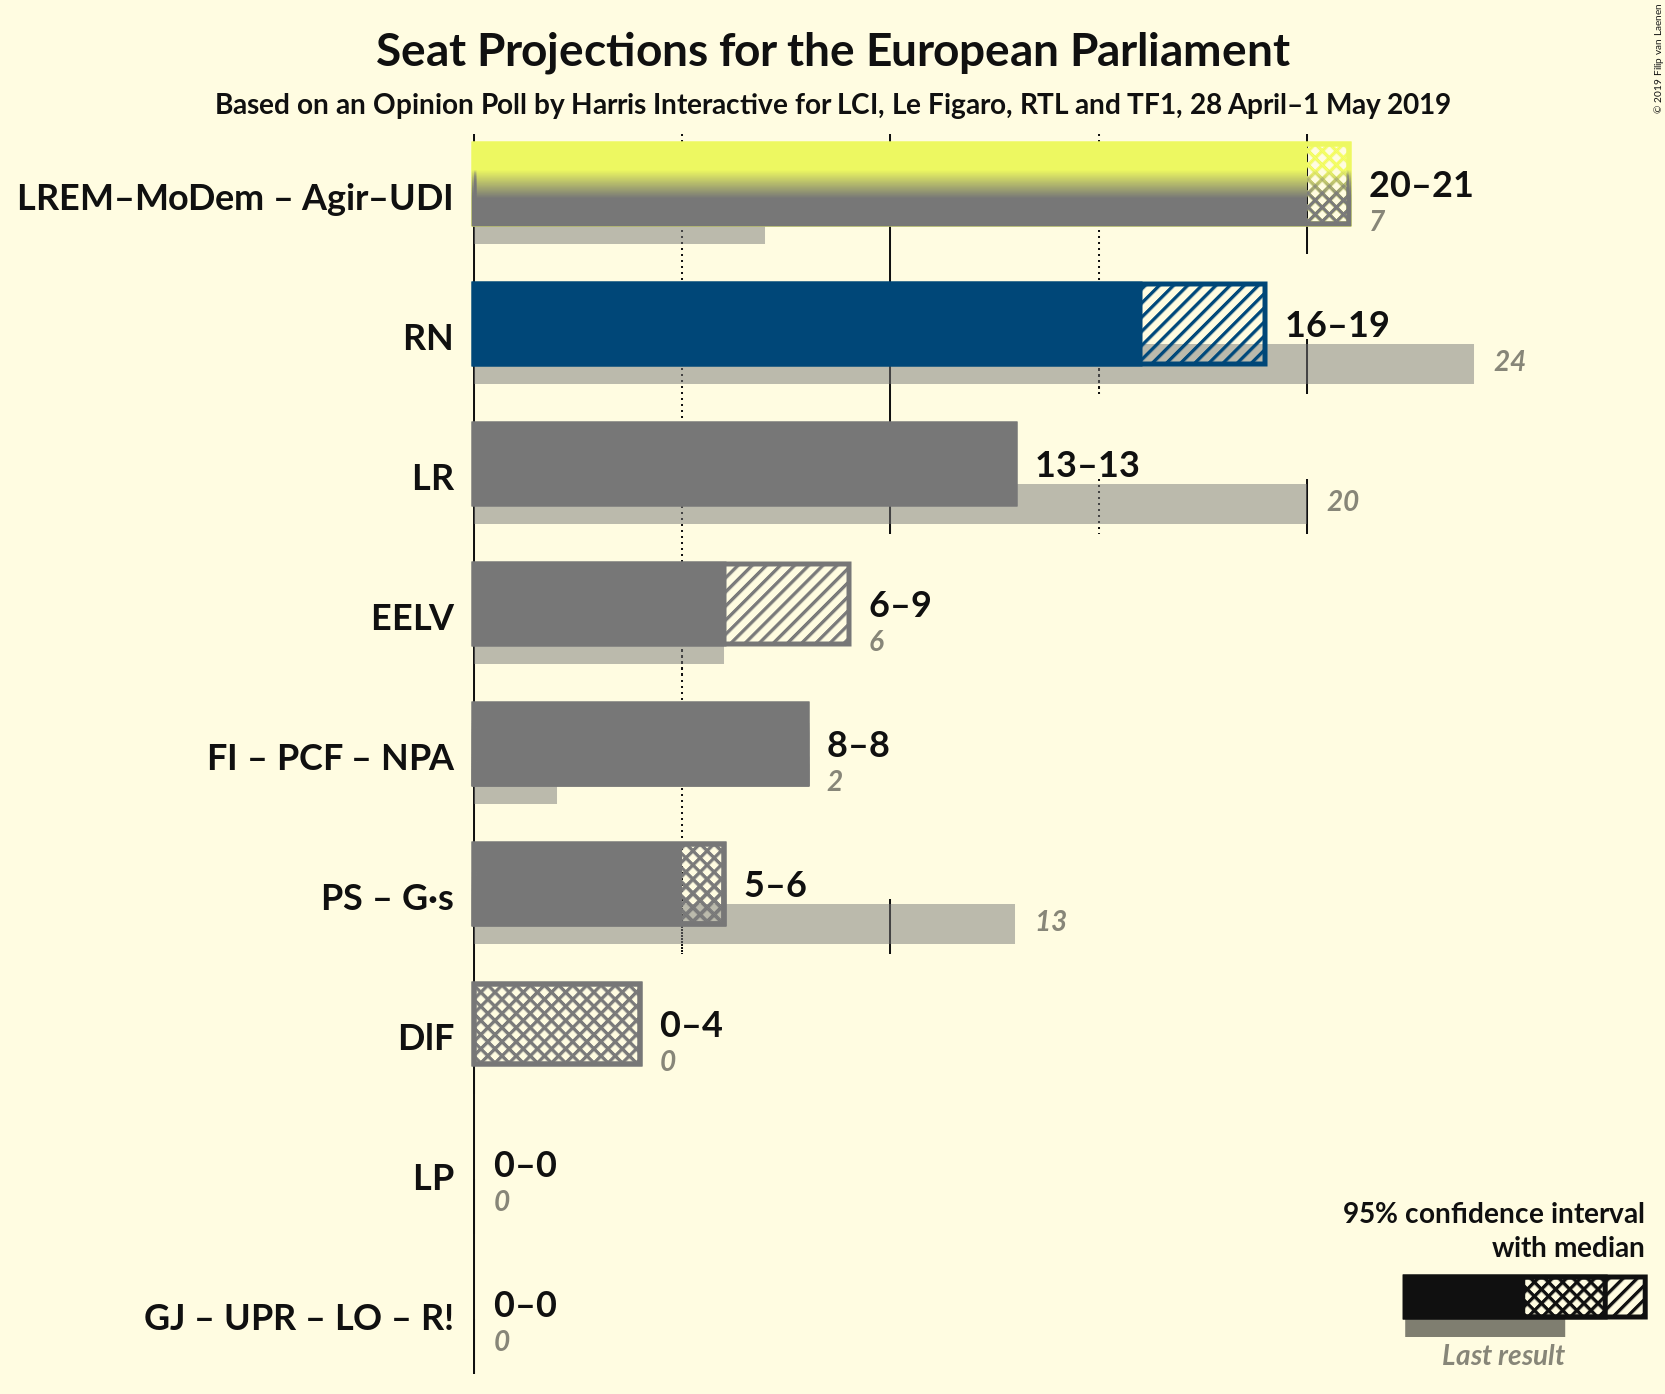 Seat Projections for the European Parliament
Based on an Opinion Poll by Harris Interactive for LCI, Le Figaro, RTL and TF1, 28 April–1 May 2019
© 2019 Filip van Laenen
LREM–MoDem – Agir–UDI
20–21
7
RN
16–19
24
LR
13–13
20
EELV
6–9
6
FI – PCF – NPA
8–8
2
PS – G·s
5–6
13
DlF
0–4
0
LP
0–0
0
GJ – UPR – LO – R!
0–0
0
95% confidence interval
with median
Last result